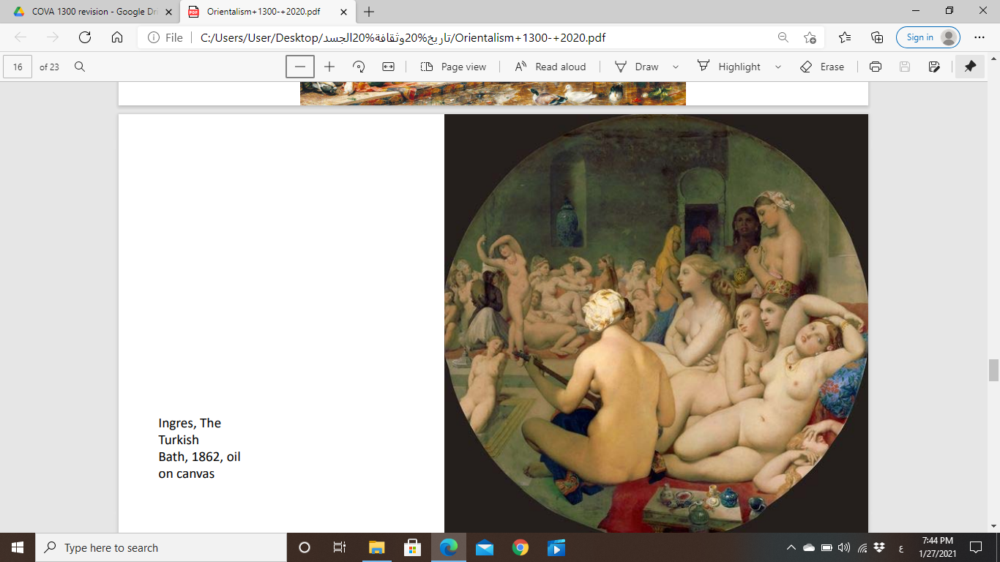 COVA 1300 revision - Google Dri
Orientalism+1300-+2020.pdf
File
C:/Users/User/Desktop/تاريخ%20وثقافة%20الجسد/Orientalism+1300-+2020.pdf
Sign in
16 of 23
Page view
Read aloud
Draw
Highlight
Erase
Ingres, The
Turkish
Bath, 1862, oil
on canvas
Type here to search
ع
7:44 PM
1/27/2021